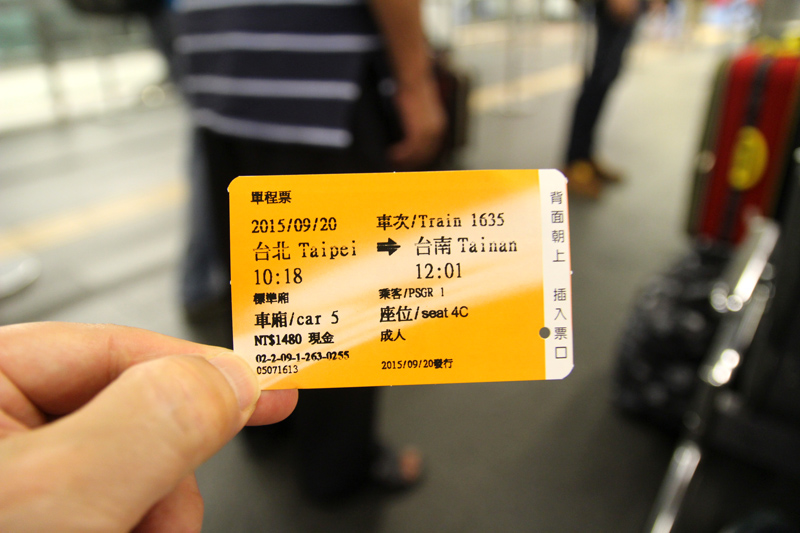 單程票
2015/09/20 車次/Train 1635
台北 Taipei → 台南 Tainan
10:18 12:01
標準廂 乘客/PSGR 1
車廂/car 5 座位/seat 4C
NT$1480 現金 成人
02-2-09-1-263-0255
05071613 2015/09/20發行
背面朝上 插入票口